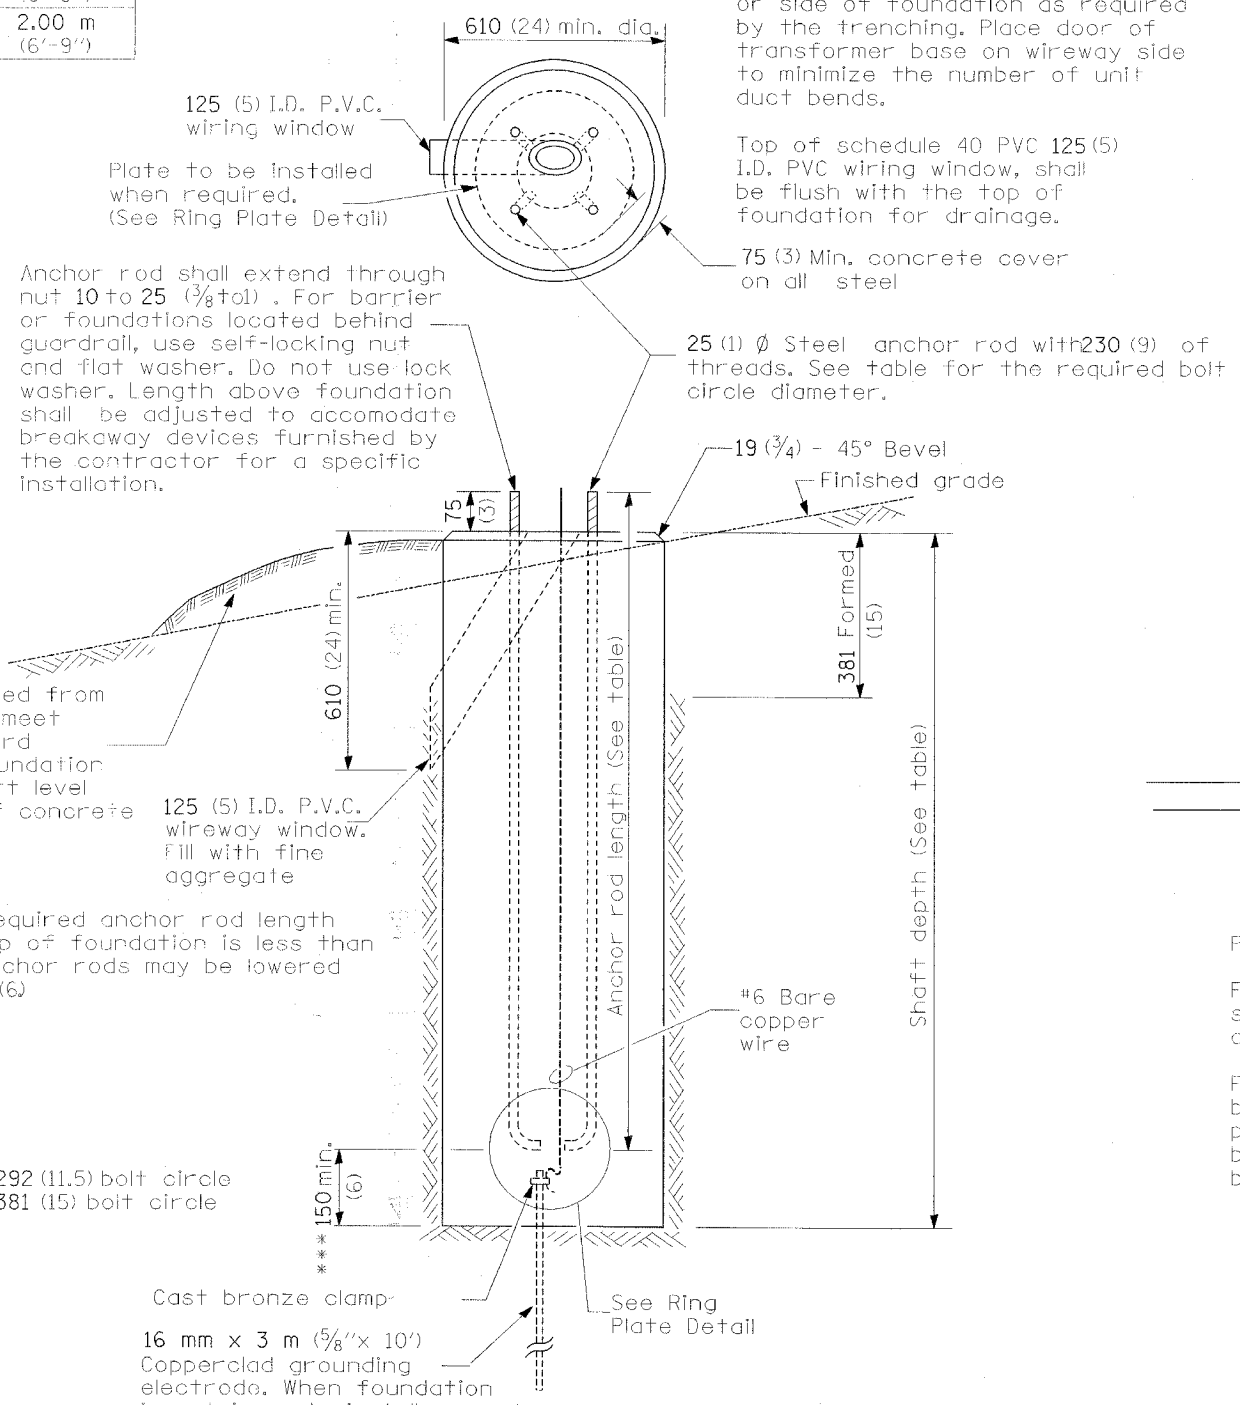 2.00 m
(6'-9")
610 (24) min. dia.
or side of foundation as required
by the trenching. Place door of
transformer base on wireway side
to minimize the number of unit
duct bends.
125 (5) I.D. P.V.C.
wiring window
Plate to be installed
when required.
(See Ring Plate Detail)
Top of schedule 40 PVC 125 (5)
I.D. PVC wiring window, shall
be flush with the top of
foundation for drainage.
75 (3) Min. concrete cover
on all steel
Anchor rod shall extend through
nut 10 to 25 (3/8 to1) . For barrier
or foundations located behind
guardrail, use self-locking nut
and flat washer. Do not use lock
washer. Length above foundation
shall be adjusted to accomodate
breakaway devices furnished by
the contractor for a specific
installation.
25 (1) Ø Steel anchor rod with230 (9) of
threads. See table for the required bolt
circle diameter.
19 (3/4) - 45° Bevel
Finished grade
75
(3)
610 (24) min.
381 Formed
(15)
Anchor rod length (See table)
Shaft depth (See table)
ed from
meet
rd
undation
t level
f concrete
125 (5) I.D. P.V.C.
wireway window.
Fill with fine
aggregate
equired anchor rod length
p of foundation is less than
chor rods may be lowered
(6)
#6 Bare
copper
wire
292 (11.5) bolt circle
381 (15) bolt circle
*** 150 min.
(6)
Cast bronze clamp
See Ring
Plate Detail
16 mm x 3 m (5/8"x 10')
Copperclad grounding
electrode. When foundation
P
F
s
c
F
b
p
b
b